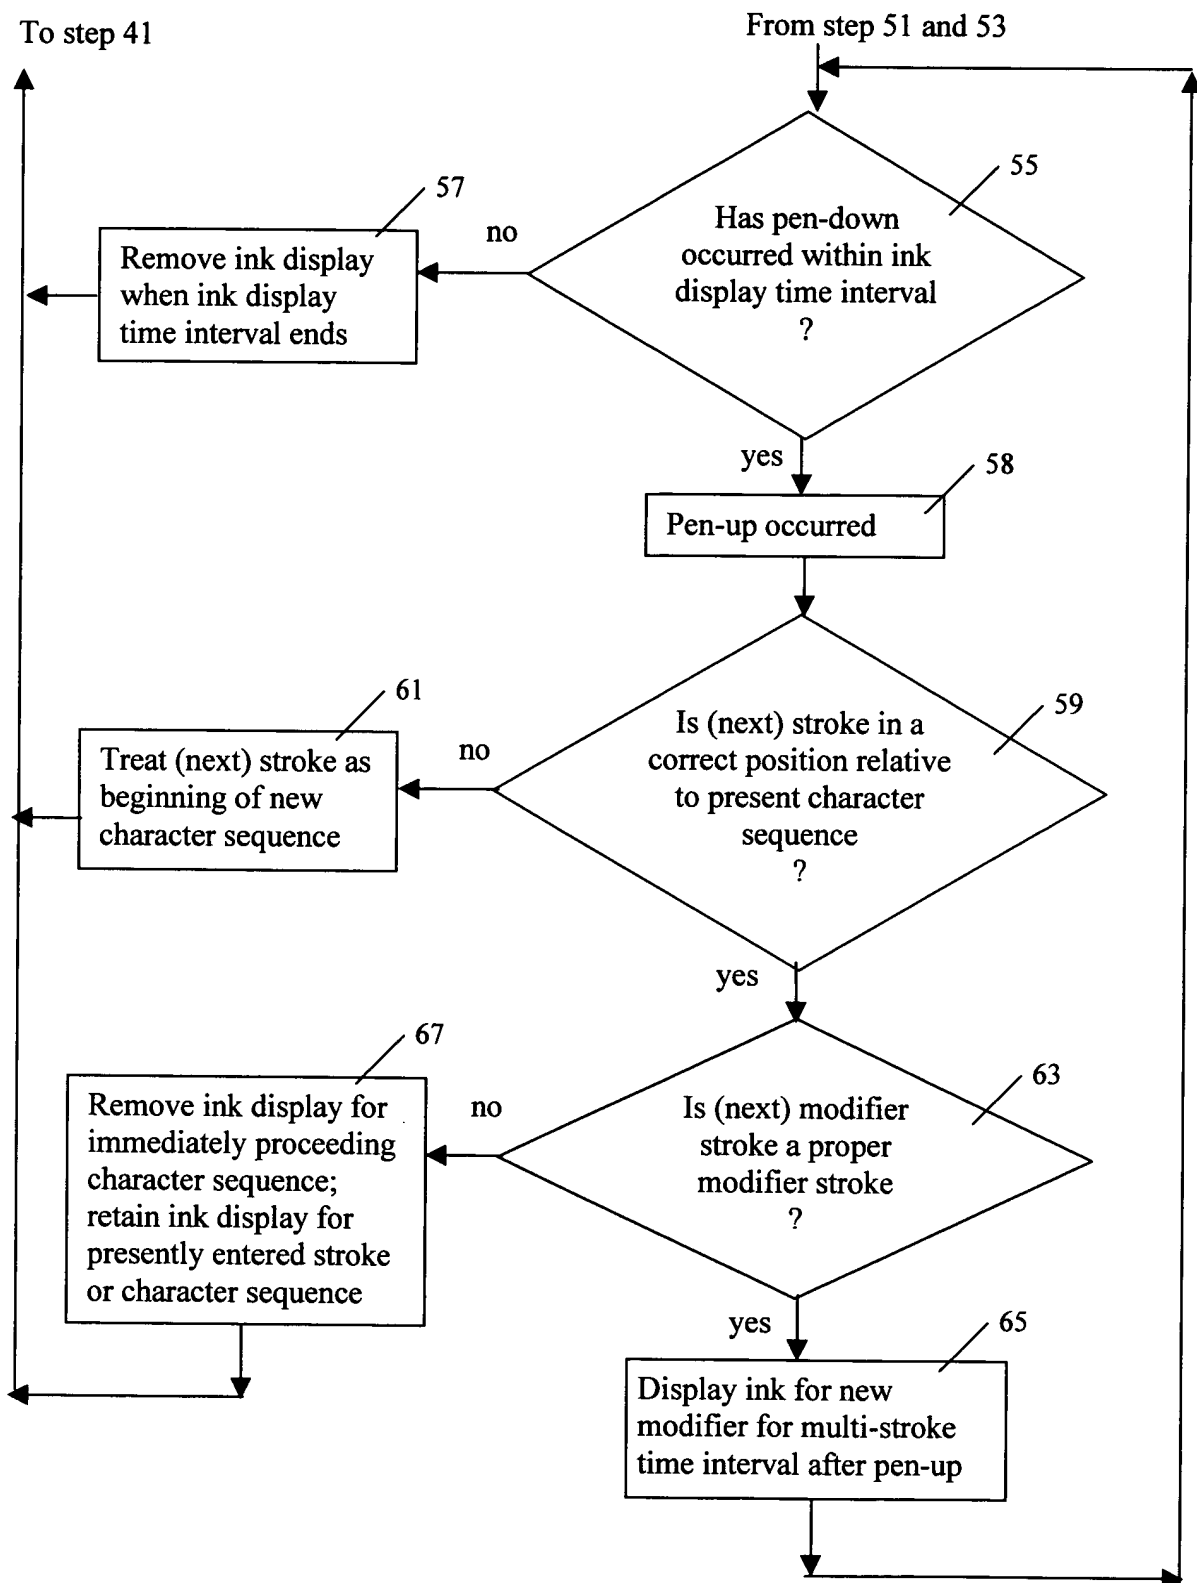 To step 41
From step 51 and 53
55
Has pen-down
occurred within ink
display time interval
?
no
57
Remove ink display
when ink display
time interval ends
yes
58
Pen-up occurred
59
Is (next) stroke in a
correct position relative
to present character
sequence
?
no
61
Treat (next) stroke as
beginning of new
character sequence
yes
63
Is (next) modifier
stroke a proper
modifier stroke
?
no
67
Remove ink display for
immediately proceeding
character sequence;
retain ink display for
presently entered stroke
or character sequence
yes
65
Display ink for new
modifier for multi-stroke
time interval after pen-up